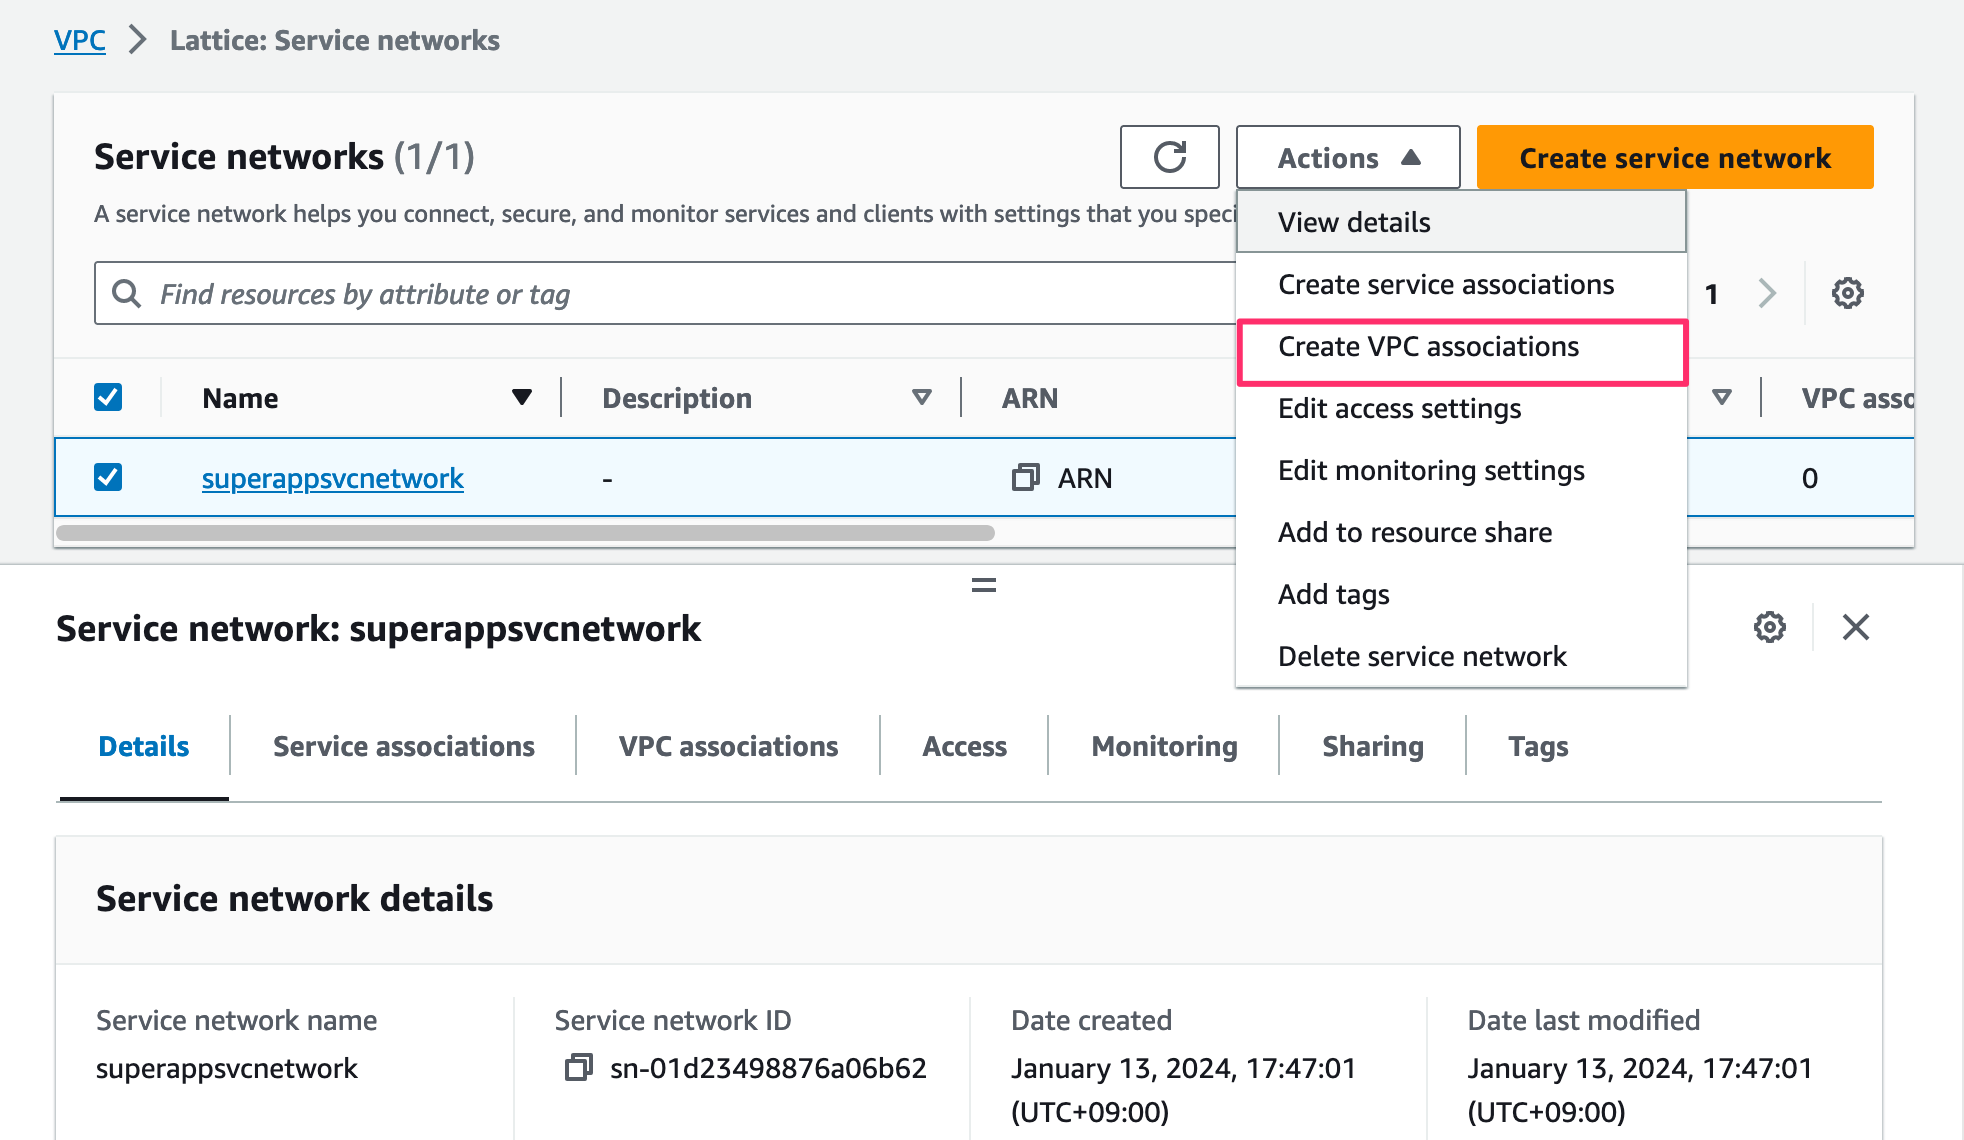 VPC > Lattice: Service networks
Service networks (1/1)
Actions
Create service network
A service network helps you connect, secure, and monitor services and clients with settings that you speci
View details
Create service associations
Find resources by attribute or tag
1
Create VPC associations
Name
Description
ARN
VPC asso
Edit access settings
superappsvcnetwork
-
ARN
0
Edit monitoring settings
Add to resource share
Add tags
Delete service network
Service network: superappsvcnetwork
Details
Service associations
VPC associations
Access
Monitoring
Sharing
Tags
Service network details
Service network name
superappsvcnetwork
Service network ID
sn-01d23498876a06b62
Date created
January 13, 2024, 17:47:01
(UTC+09:00)
Date last modified
January 13, 2024, 17:47:01
(UTC+09:00)